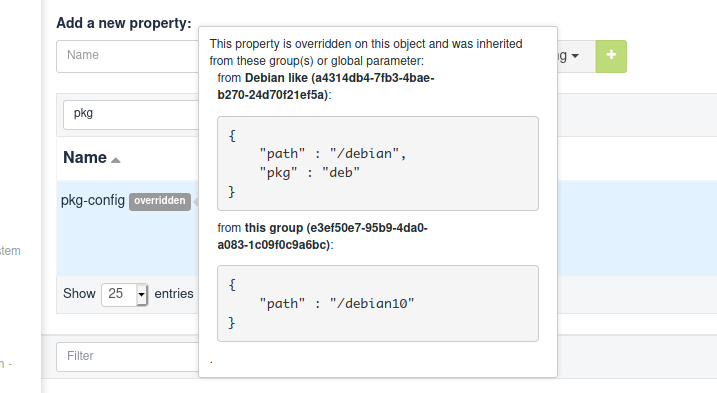 Add a new property:
Name
g
+
pkg
Name
pkg-config overridden
stem
Show 25 entries
Filter
n -
This property is overridden on this object and was inherited
from these group(s) or global parameter:
from Debian like (a4314db4-7fb3-4bae-
b270-24d70f21ef5a):
{
"path" : "/debian",
"pkg" : "deb"
}
from this group (e3ef50e7-95b9-4da0-
a083-1c09f0c9a6bc):
{
"path" : "/debian10"
}
.